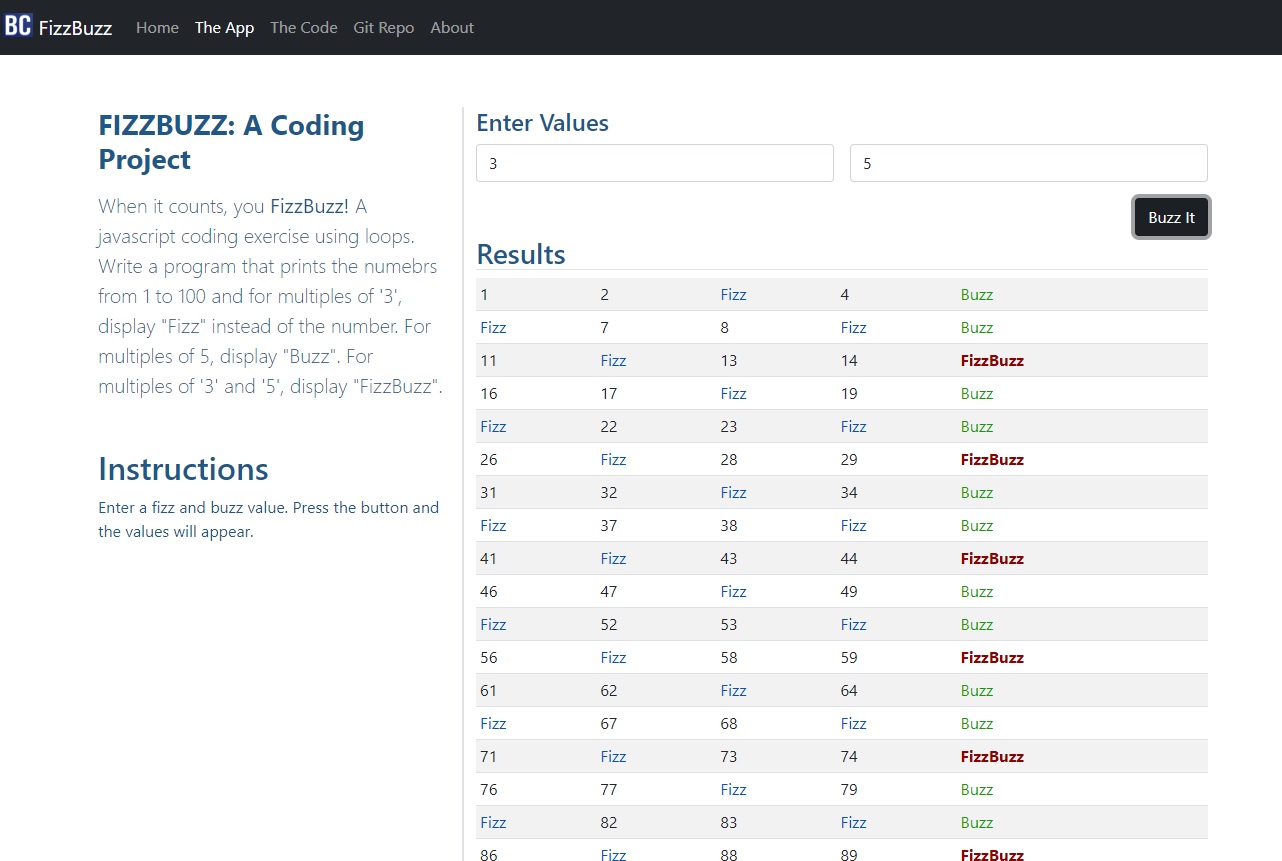 BC FizzBuzz Home The App The Code Git Repo About
FIZZBUZZ: A Coding
Project
When it counts, you FizzBuzz! A
javascript coding exercise using loops.
Write a program that prints the numebrs
from 1 to 100 and for multiples of '3',
display "Fizz" instead of the number. For
multiples of 5, display "Buzz". For
multiples of '3' and '5', display "FizzBuzz".
Instructions
Enter a fizz and buzz value. Press the button and
the values will appear.
Enter Values
3 5
Buzz It
Results
1 2 Fizz 4 Buzz
Fizz 7 8 Fizz Buzz
11 Fizz 13 14 FizzBuzz
16 17 Fizz 19 Buzz
Fizz 22 23 Fizz Buzz
26 Fizz 28 29 FizzBuzz
31 32 Fizz 34 Buzz
Fizz 37 38 Fizz Buzz
41 Fizz 43 44 FizzBuzz
46 47 Fizz 49 Buzz
Fizz 52 53 Fizz Buzz
56 Fizz 58 59 FizzBuzz
61 62 Fizz 64 Buzz
Fizz 67 68 Fizz Buzz
71 Fizz 73 74 FizzBuzz
76 77 Fizz 79 Buzz
Fizz 82 83 Fizz Buzz
86 Fizz 88 89 FizzBuzz